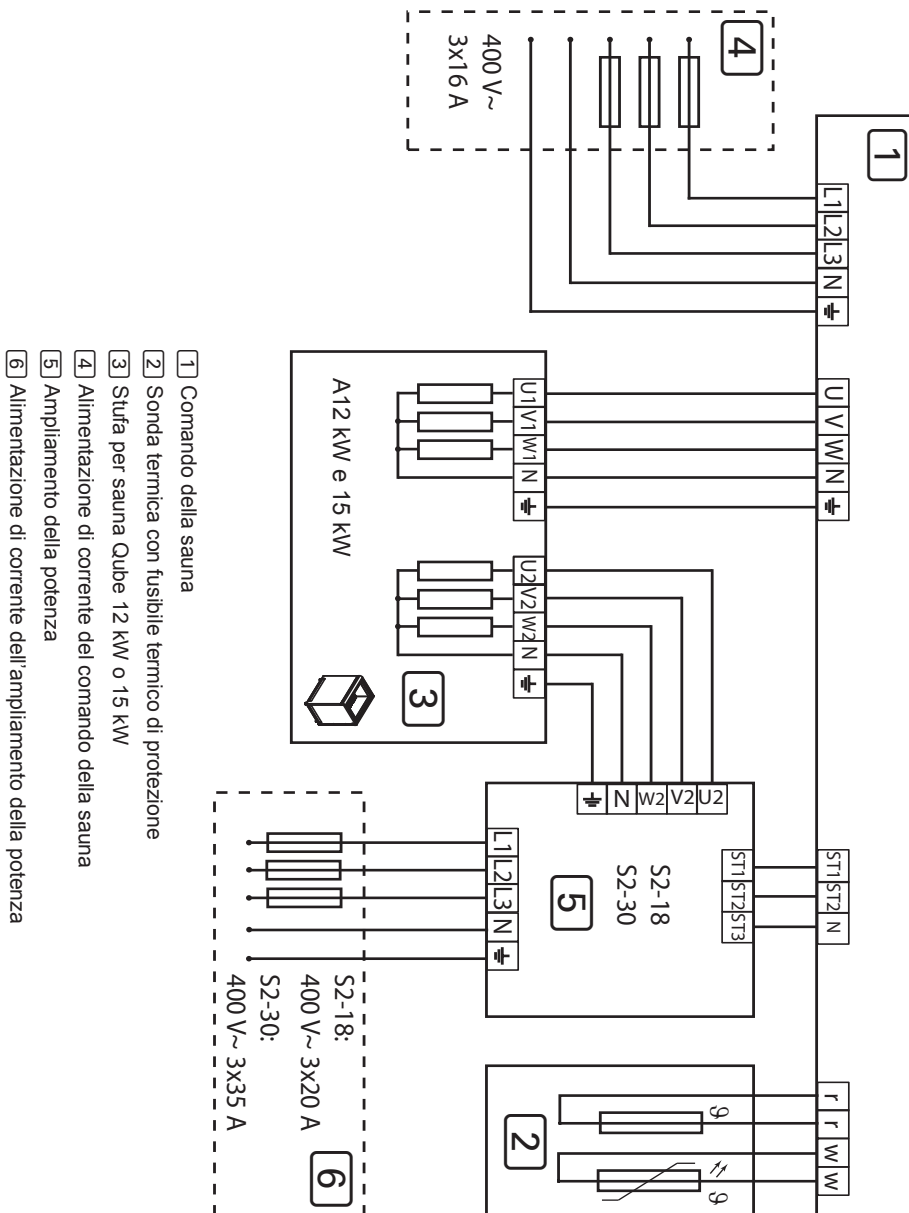 1
L1 L2 L3 N
U V W N
ST1 ST2 N
r r w w
4
400 V~
3x16 A
U1 V1 W1 N
U2 V2 W2 N
A12 kW e 15 kW
3
N W2 V2 U2
ST1 ST2 ST3
S2-18
S2-30
5
L1 L2 L3 N
S2-18:
400 V~ 3x20 A
S2-30:
400 V~ 3x35 A
6
ϑ
ϑ
2
1 Comando della sauna
2 Sonda termica con fusibile termico di protezione
3 Stufa per sauna Qube 12 kW o 15 kW
4 Alimentazione di corrente del comando della sauna
5 Ampliamento della potenza
6 Alimentazione di corrente dell'ampliamento della potenza